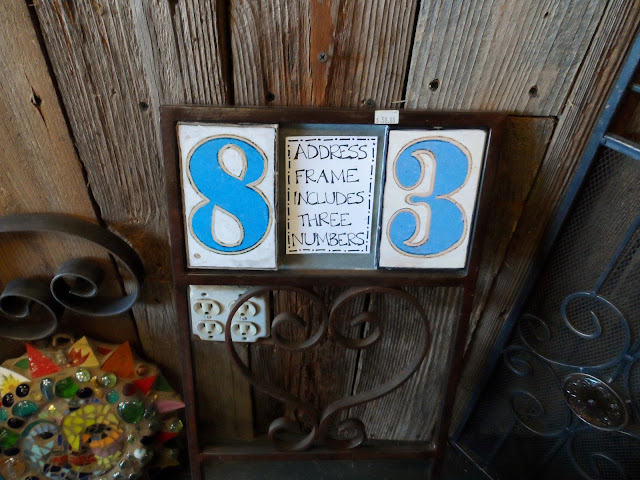 8 3
ADDRESS
FRAME
INCLUDES
THREE
NUMBERS